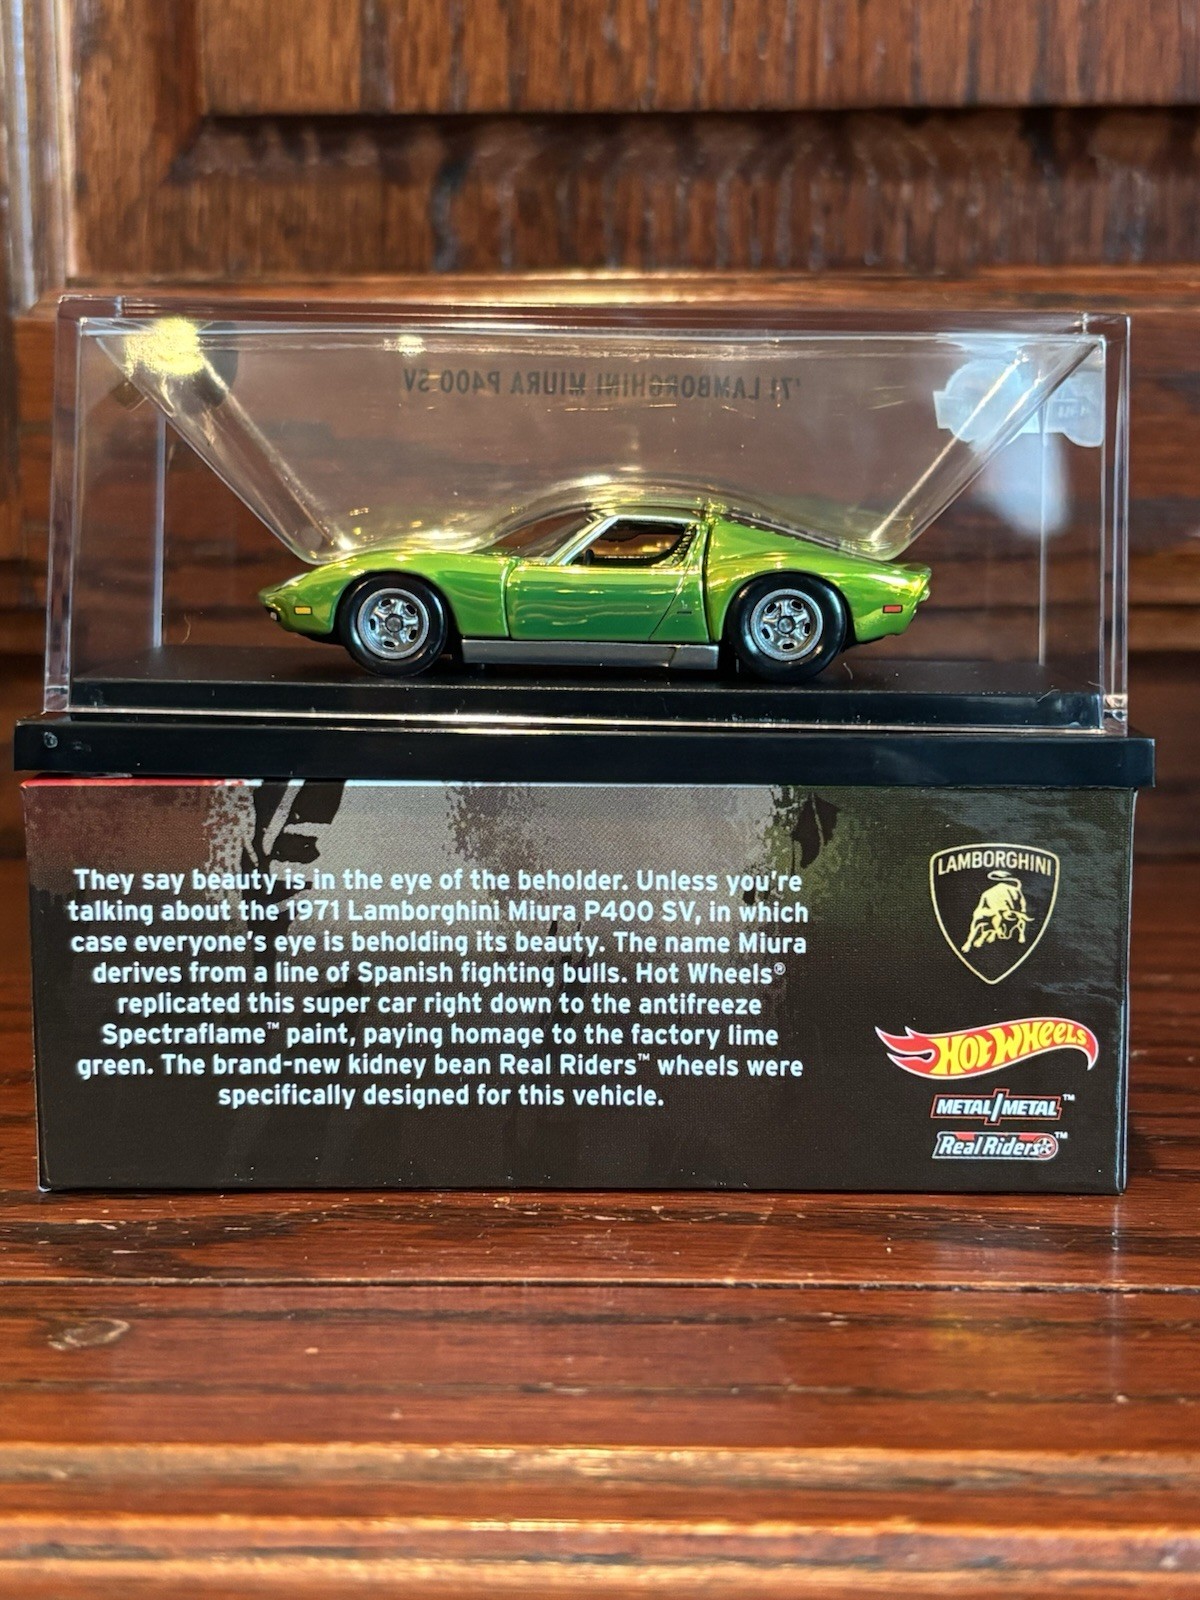 '71 LAMBORGHINI MIURA P400 SV
They say beauty is in the eye of the beholder. Unless you're
talking about the 1971 Lamborghini Miura P400 SV, in which
case everyone's eye is beholding its beauty. The name Miura
derives from a line of Spanish fighting bulls. Hot Wheels®
replicated this super car right down to the antifreeze
Spectraflame™ paint, paying homage to the factory lime
green. The brand-new kidney bean Real Riders™ wheels were
specifically designed for this vehicle.
LAMBORGHINI
HOT WHEELS
METAL/METAL™
Real Riders™